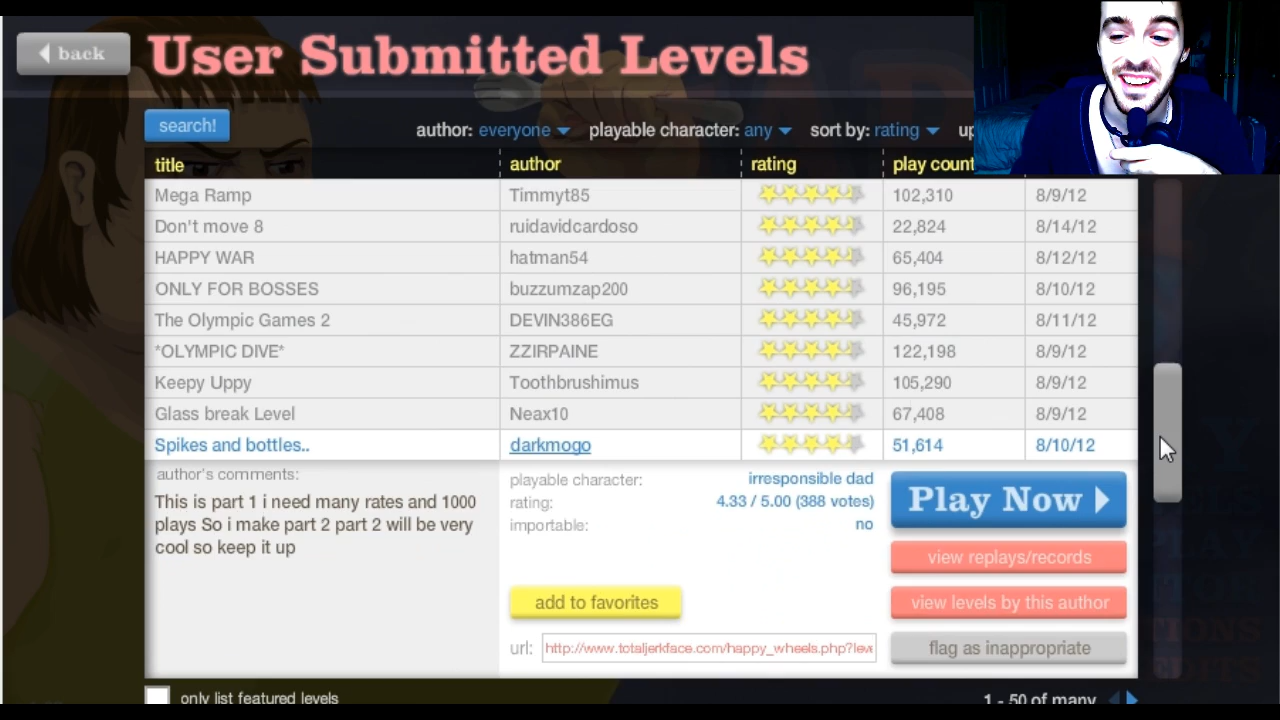 back
User Submitted Levels
search!
author: everyone playable character: any sort by: rating up
title author rating play count
Mega Ramp Timmyt85 102,310 8/9/12
Don't move 8 ruidavidcardoso 22,824 8/14/12
HAPPY WAR hatman54 65,404 8/12/12
ONLY FOR BOSSES buzzumzap200 96,195 8/10/12
The Olympic Games 2 DEVIN386EG 45,972 8/11/12
*OLYMPIC DIVE* ZZIRPAINE 122,198 8/9/12
Keepy Uppy Toothbrushimus 105,290 8/9/12
Glass break Level Neax10 67,408 8/9/12
Spikes and bottles.. darkmogo 51,614 8/10/12
author's comments:
This is part 1 i need many rates and 1000
plays So i make part 2 part 2 will be very
cool so keep it up
playable character: irresponsible dad
rating: 4.33 / 5.00 (388 votes)
importable: no
add to favorites
url: http://www.totaljerkface.com/happy_wheels.php?lev
Play Now
view replays/records
view levels by this author
flag as inappropriate
only list featured levels
1 - 50 of many